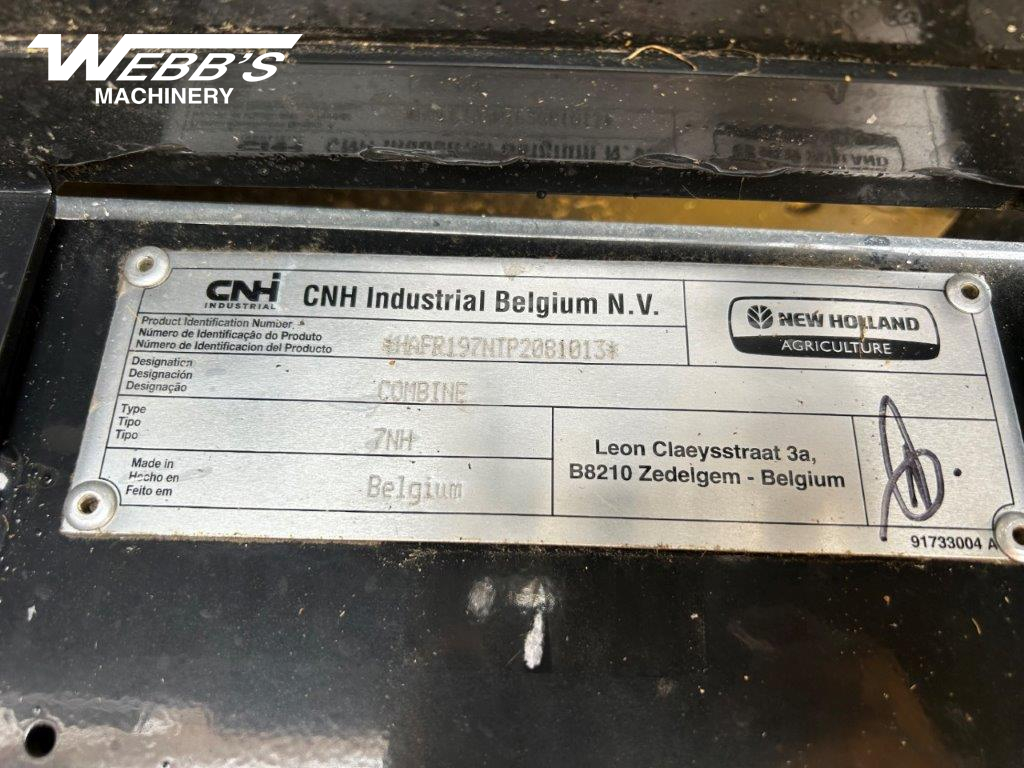 WEBB'S
MACHINERY
CNH
INDUSTRIAL
CNH Industrial Belgium N.V.
NEW HOLLAND
AGRICULTURE
Product Identification Number
Número de Identificação do Produto
Número de Identificacion del Producto
*HAFR197NTP2081013*
Designation
Designación
Designação
COMBINE
Type
Tipo
Tipo
7NH
Made in
Hecho en
Feito em
Belgium
Leon Claeysstraat 3a,
B8210 Zedelgem - Belgium
91733004 A